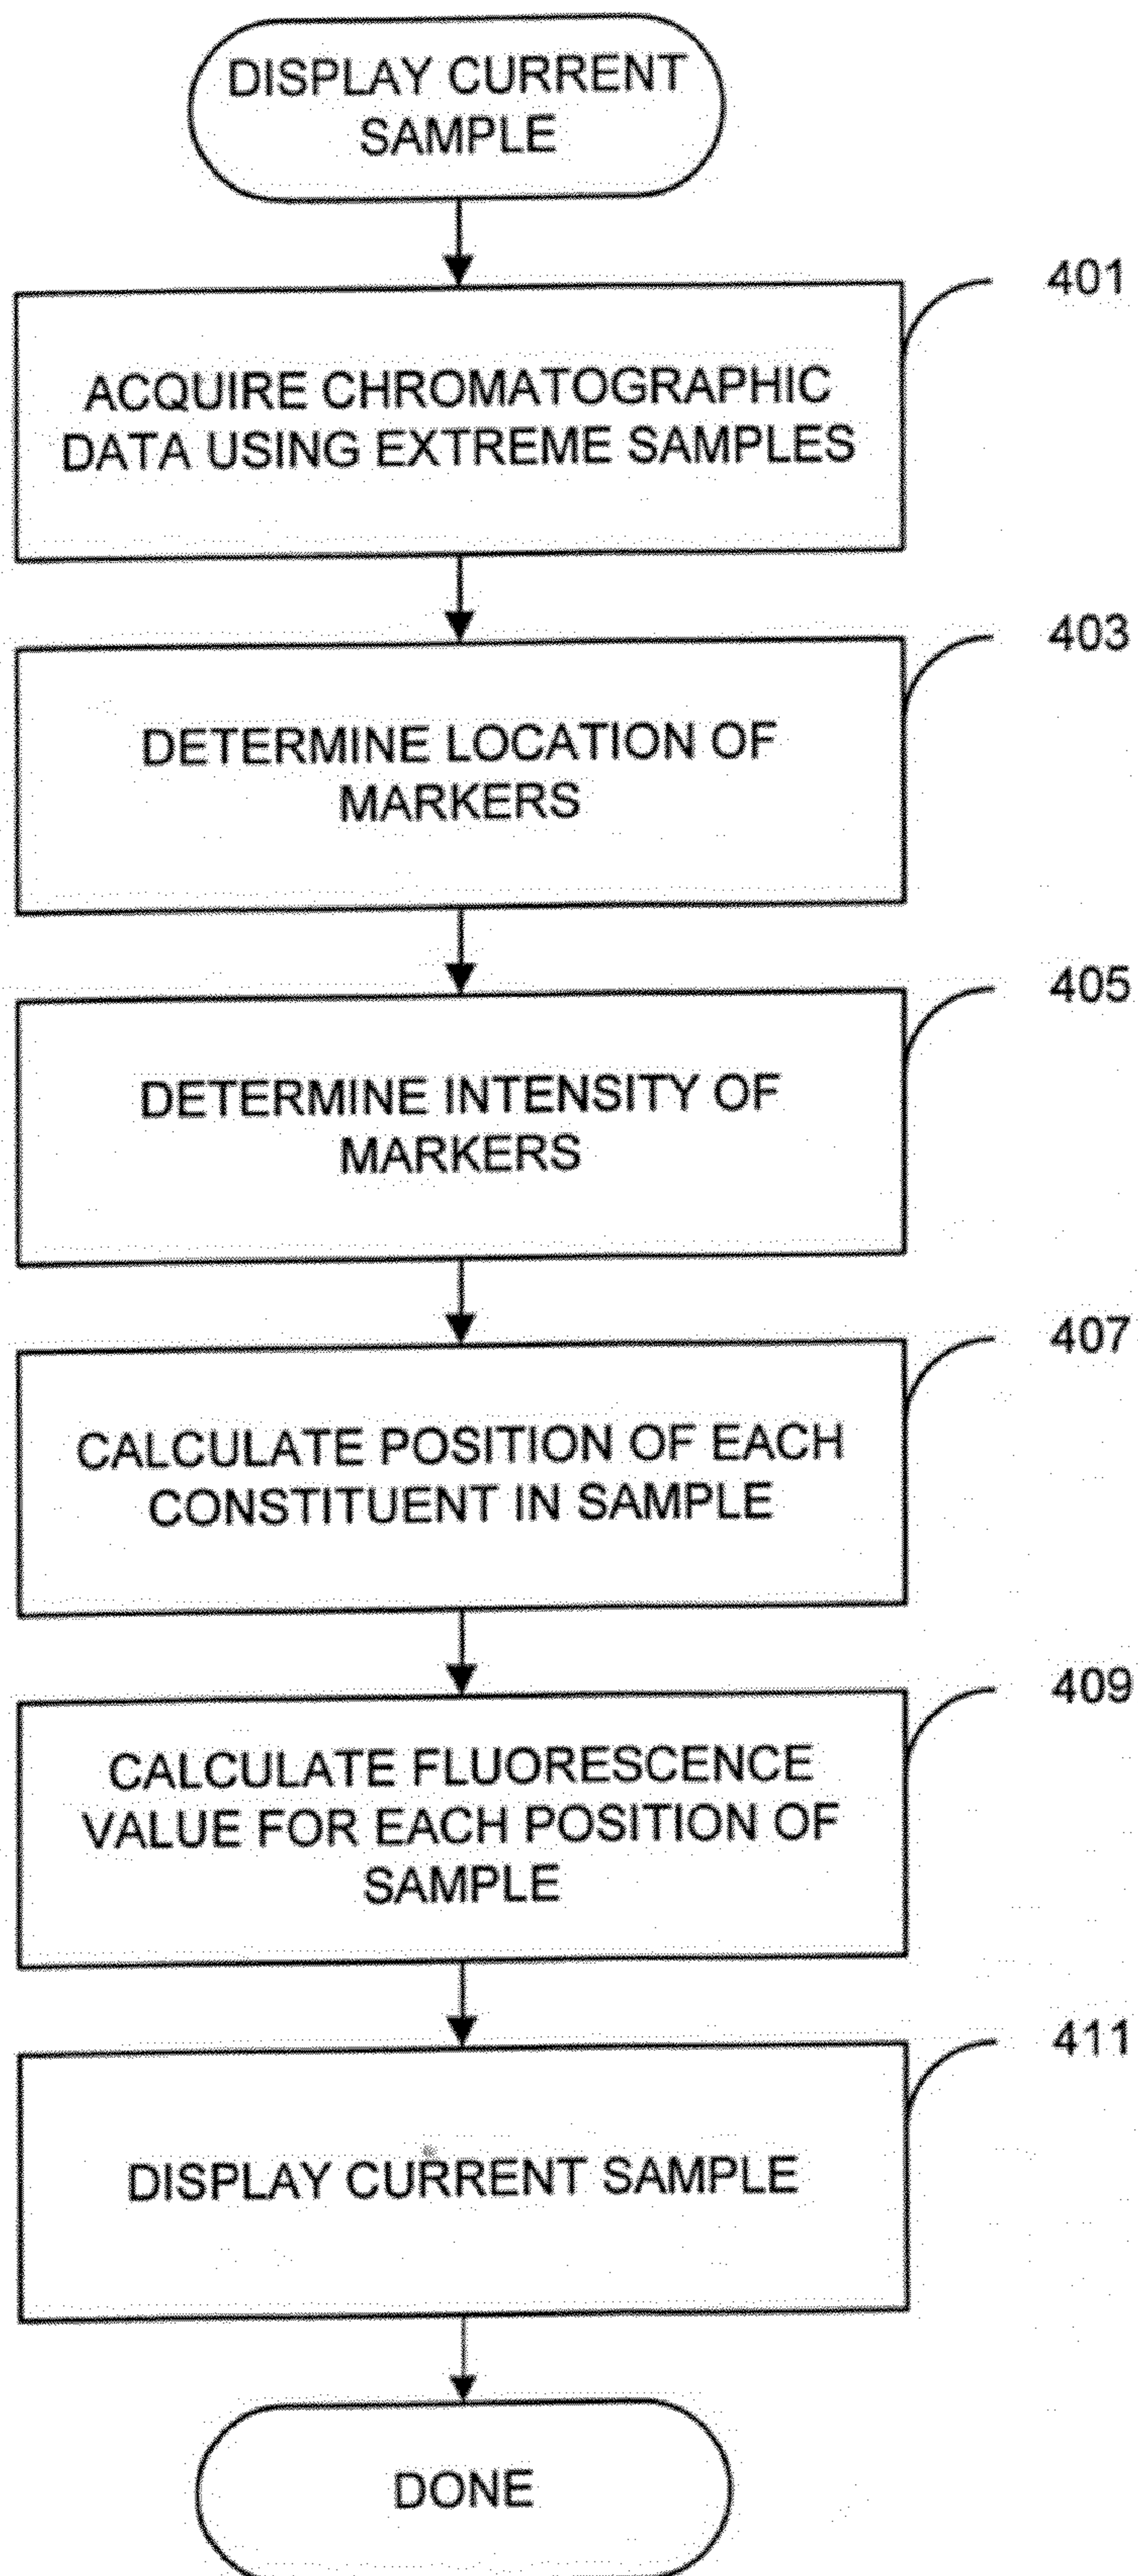 DISPLAY CURRENT
SAMPLE
401
ACQUIRE CHROMATOGRAPHIC
DATA USING EXTREME SAMPLES
403
DETERMINE LOCATION OF
MARKERS
405
DETERMINE INTENSITY OF
MARKERS
407
CALCULATE POSITION OF EACH
CONSTITUENT IN SAMPLE
409
CALCULATE FLUORESCENCE
VALUE FOR EACH POSITION OF
SAMPLE
411
DISPLAY CURRENT SAMPLE
DONE